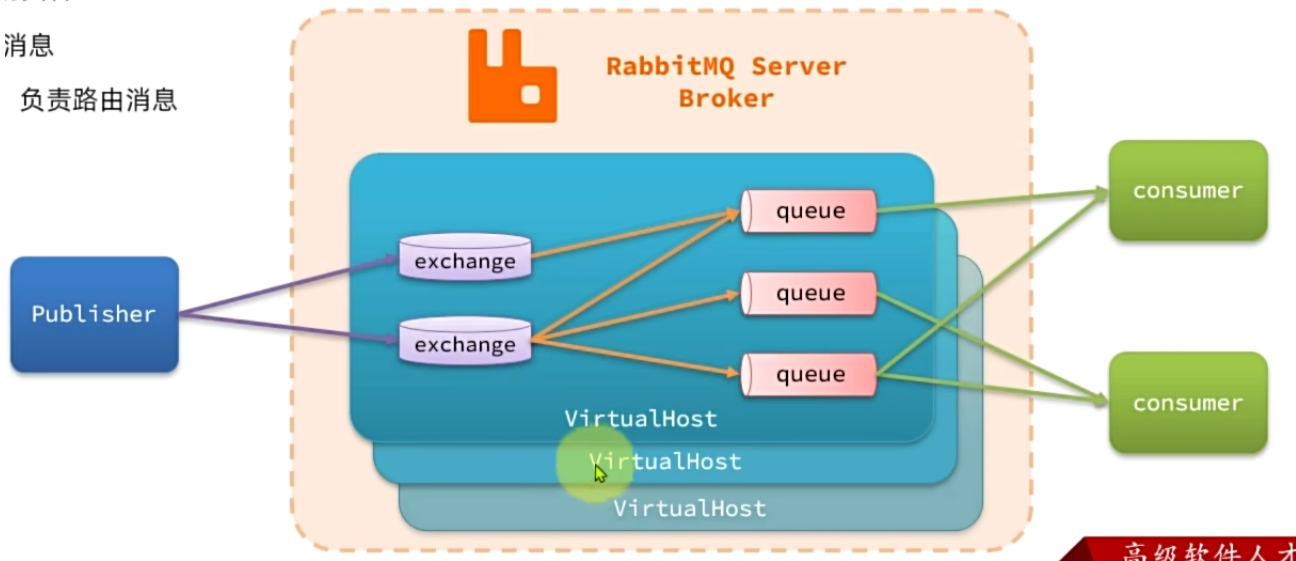 消息
负责路由消息
RabbitMQ Server
Broker
Publisher
exchange
exchange
queue
queue
queue
VirtualHost
VirtualHost
VirtualHost
consumer
consumer
高级软件人才